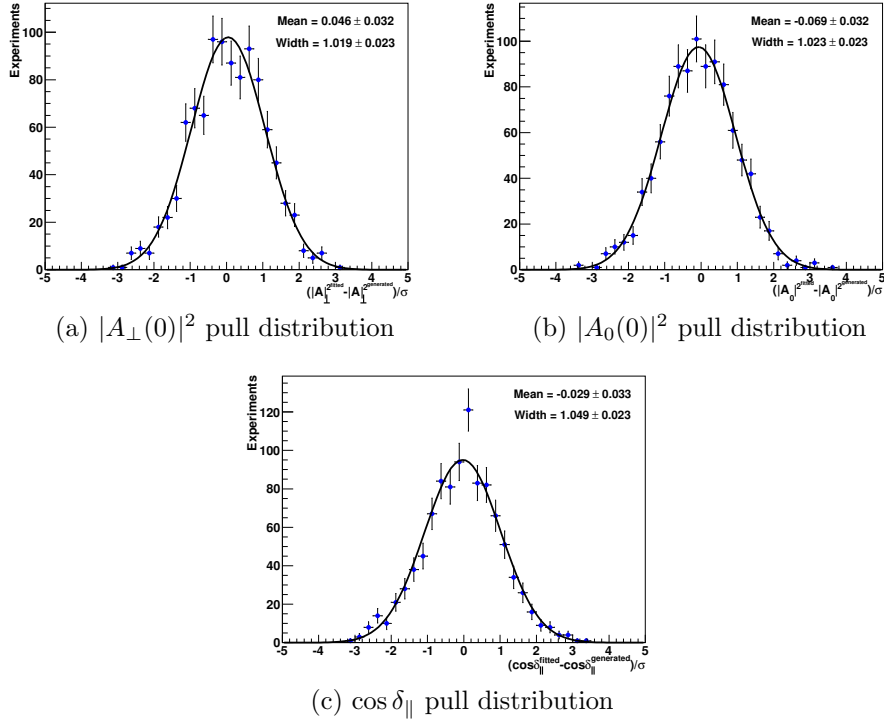 Experiments
Mean = 0.046 ± 0.032
Width = 1.019 ± 0.023
100
80
60
40
20
0
-5 -4 -3 -2 -1 0 1 2 3 4 5
(|A⊥|²ᶠⁱᵗᵗᵉᵈ-|A⊥|²ᵍᵉⁿᵉʳᵃᵗᵉᵈ)/σ
(a) |A⊥(0)|² pull distribution
Experiments
Mean = -0.069 ± 0.032
Width = 1.023 ± 0.023
100
80
60
40
20
0
-5 -4 -3 -2 -1 0 1 2 3 4 5
(|A₀|²ᶠⁱᵗᵗᵉᵈ-|A₀|²ᵍᵉⁿᵉʳᵃᵗᵉᵈ)/σ
(b) |A₀(0)|² pull distribution
Experiments
Mean = -0.029 ± 0.033
Width = 1.049 ± 0.023
120
100
80
60
40
20
0
-5 -4 -3 -2 -1 0 1 2 3 4 5
(cosδ∥ᶠⁱᵗᵗᵉᵈ-cosδ∥ᵍᵉⁿᵉʳᵃᵗᵉᵈ)/σ
(c) cos δ∥ pull distribution